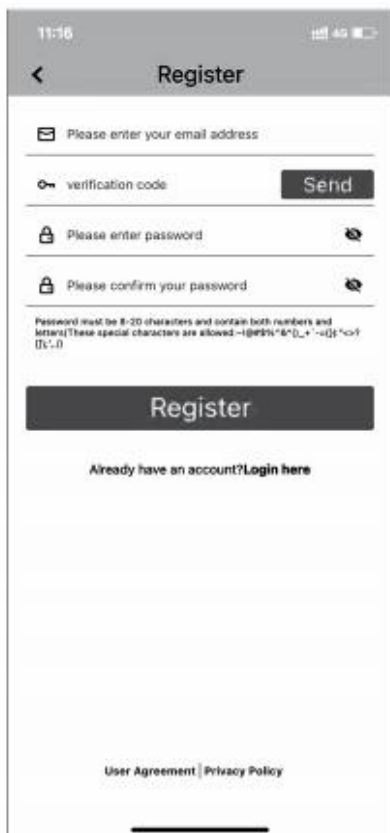 11:16 4G
Register
Please enter your email address
verification code Send
Please enter password
Please confirm your password
Password must be 8-20 characters and contain both numbers and
letters(These special characters are allowed
Register
Already have an account?Login here
User Agreement | Privacy Policy